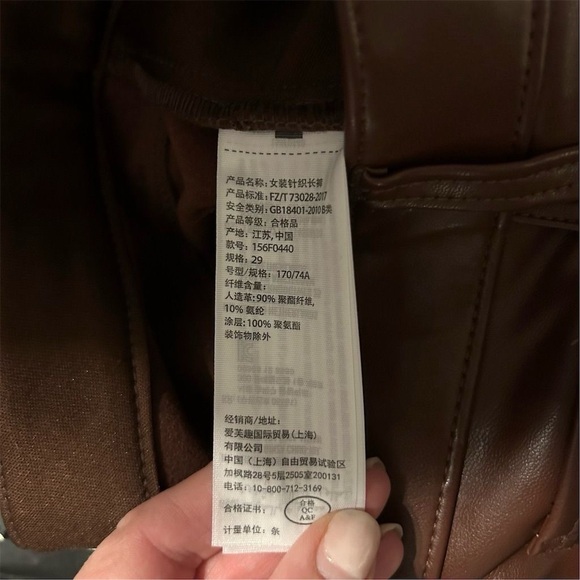 产品名称: 女装针织长裤
产品标准: FZ/T 73028-2017
安全类别: GB18401-2010 B类
产品等级: 合格品
产地: 江苏, 中国
款号: 156F0440
规格: 29
号型/规格: 170/74A
纤维含量:
人造革: 90% 聚酯纤维,
10% 氨纶
涂层: 100% 聚氨酯
装饰物除外
经销商/地址:
爱芙趣国际贸易(上海)
有限公司
中国 (上海) 自由贸易试验区
加枫路28号5层2505室200131
电话: 10-800-712-3169
合格证书:
合格
QC
A&F
计量单位: 条